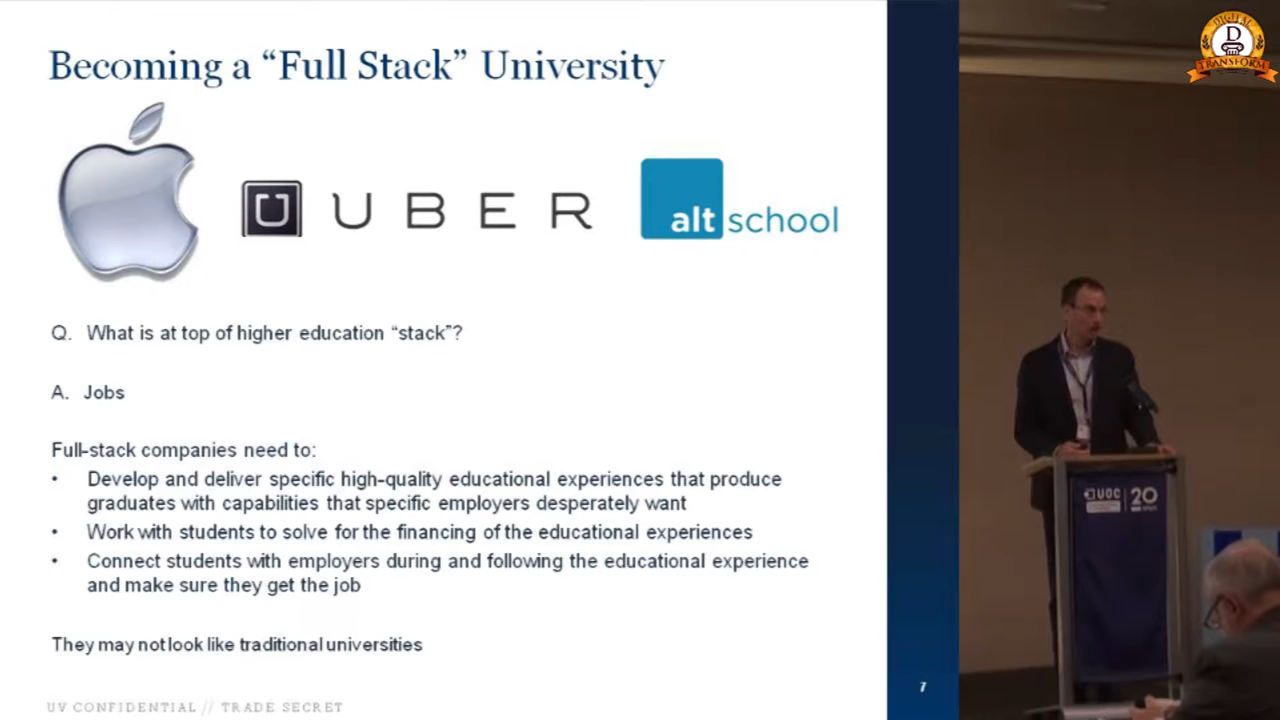 Becoming a “Full Stack” University
U U B E R
alt school
Q. What is at top of higher education “stack”?
A. Jobs
Full-stack companies need to:
• Develop and deliver specific high-quality educational experiences that produce
graduates with capabilities that specific employers desperately want
• Work with students to solve for the financing of the educational experiences
• Connect students with employers during and following the educational experience
and make sure they get the job
They may not look like traditional universities
UV CONFIDENTIAL // TRADE SECRET
7
DIGITAL
D
TRANSFORM
UOC
20